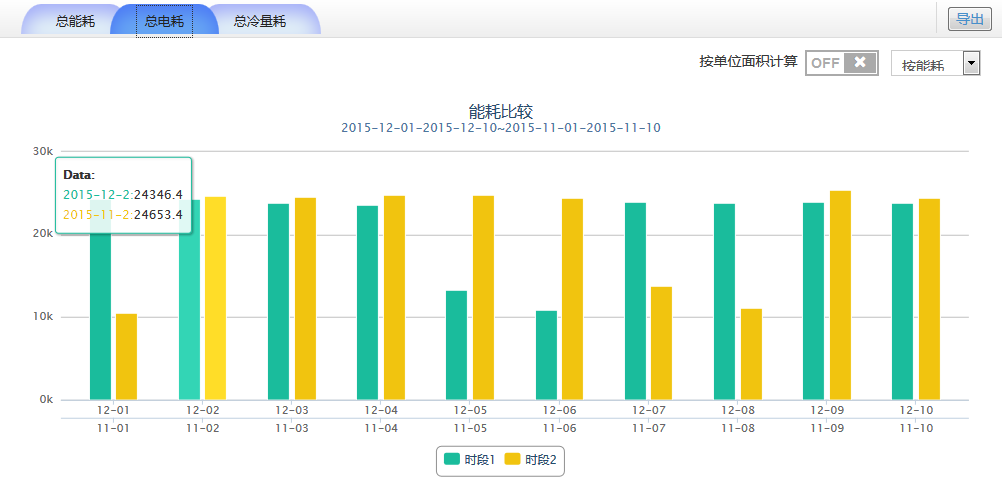 总能耗 总电耗 总冷量耗 导出
按单位面积计算 OFF 按能耗
能耗比较
2015-12-01-2015-12-10~2015-11-01-2015-11-10
30k
Data:
2015-12-2:24346.4
2015-11-2:24653.4
20k
10k
0k
12-01 12-02 12-03 12-04 12-05 12-06 12-07 12-08 12-09 12-10
11-01 11-02 11-03 11-04 11-05 11-06 11-07 11-08 11-09 11-10
时段1 时段2